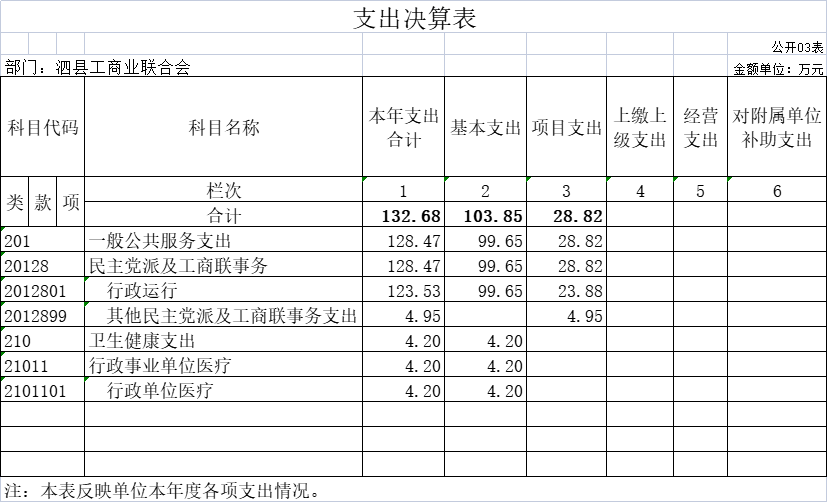 支出决算表
公开03表
部门：泗县工商业联合会 金额单位：万元
科目代码 科目名称 本年支出合计 基本支出 项目支出 上缴上级支出 经营支出 对附属单位补助支出
类 款 项 栏次 1 2 3 4 5 6
合计 132.68 103.85 28.82
201 一般公共服务支出 128.47 99.65 28.82
20128 民主党派及工商联事务 128.47 99.65 28.82
2012801 行政运行 123.53 99.65 23.88
2012899 其他民主党派及工商联事务支出 4.95 4.95
210 卫生健康支出 4.20 4.20
21011 行政事业单位医疗 4.20 4.20
2101101 行政单位医疗 4.20 4.20
注：本表反映单位本年度各项支出情况。